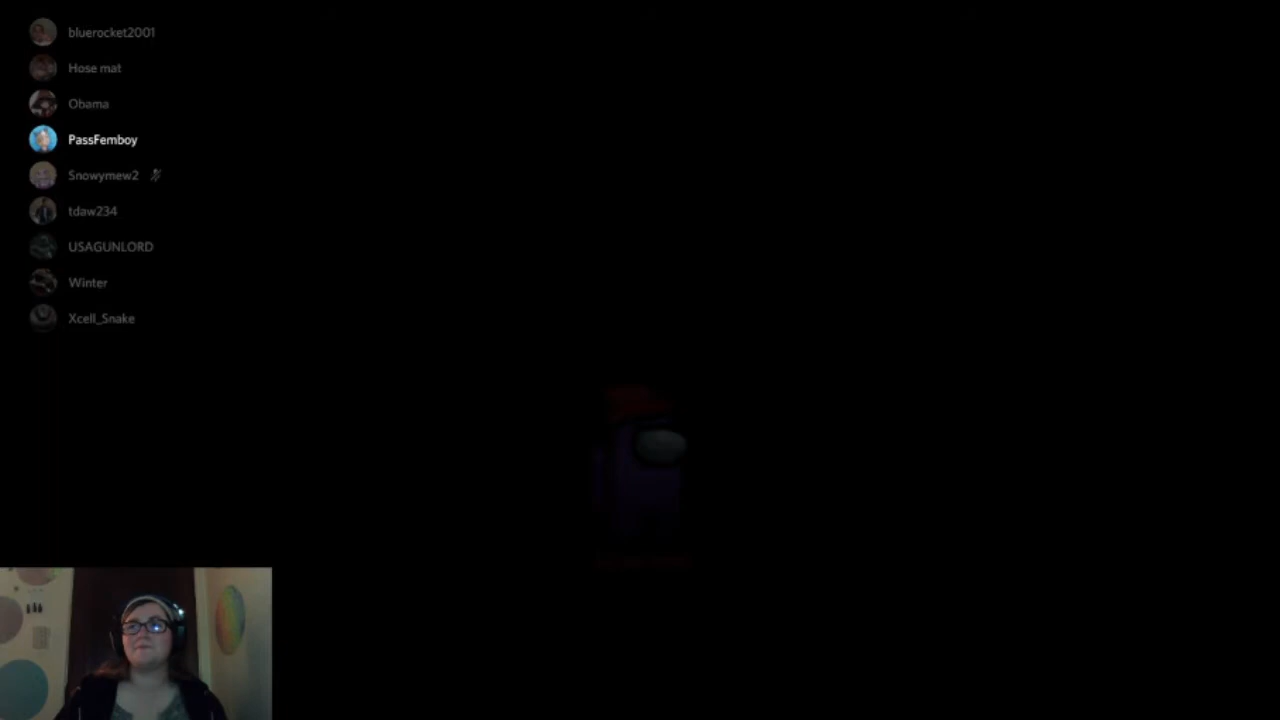 bluerocket2001
Hose mat
Obama
PassFemboy
Snowymew2
tdaw234
USAGUNLORD
Winter
Xcell_Snake